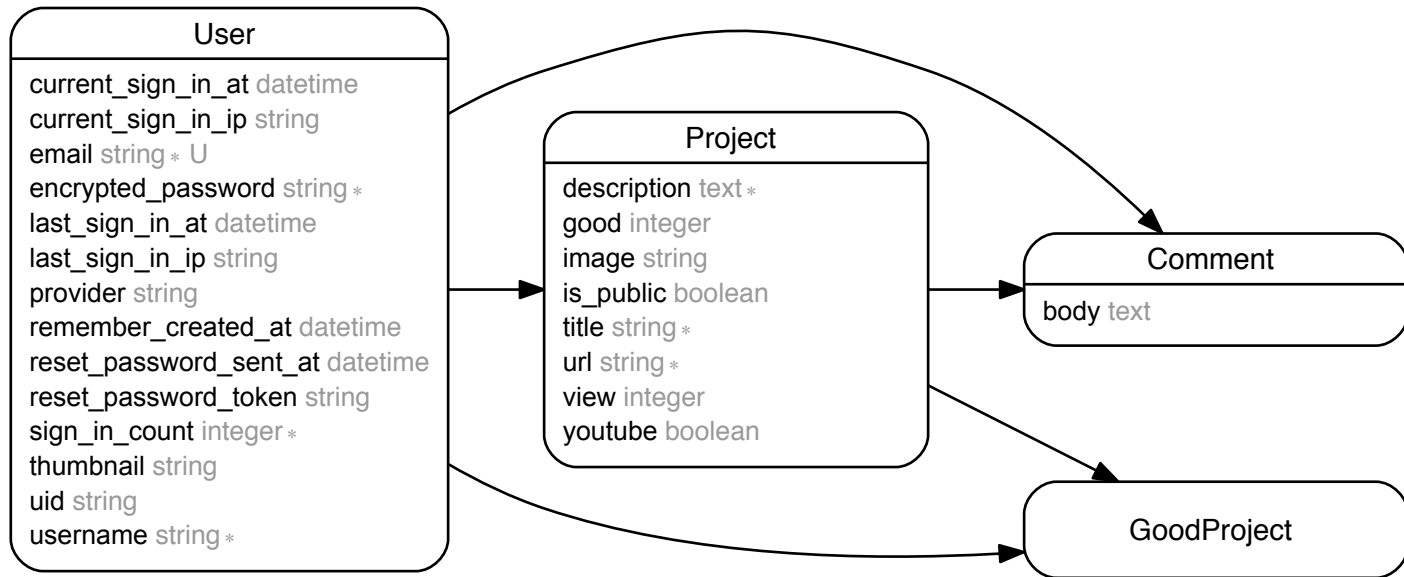 User
current_sign_in_at datetime
current_sign_in_ip string
email string * U
encrypted_password string *
last_sign_in_at datetime
last_sign_in_ip string
provider string
remember_created_at datetime
reset_password_sent_at datetime
reset_password_token string
sign_in_count integer *
thumbnail string
uid string
username string *
Project
description text *
good integer
image string
is_public boolean
title string *
url string *
view integer
youtube boolean
Comment
body text
GoodProject